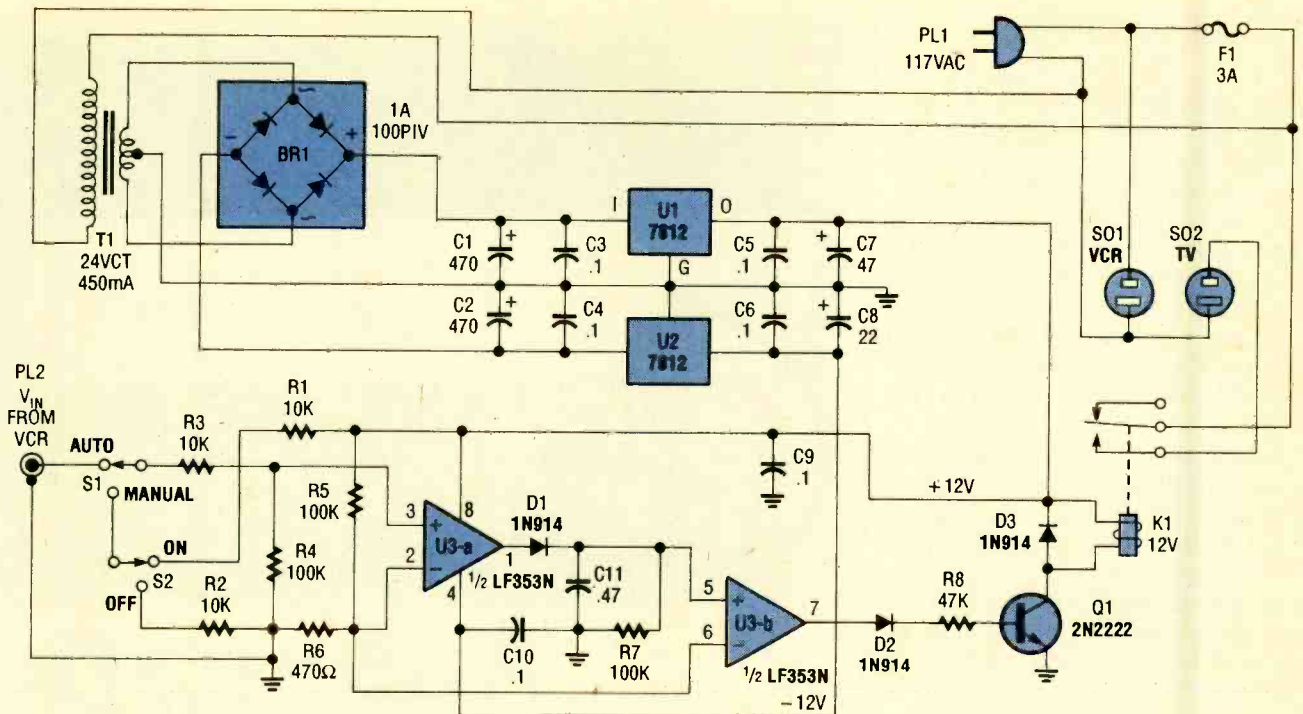 PL1
117VAC
F1
3A
1A
100PIV
~
-
+
BR1
~
T1
24VCT
450mA
I
U1
7812
O
G
C1
470
+
C3
.1
C5
.1
+
C7
47
C2
470
+
C4
.1
C6
.1
+
C8
22
U2
7812
SO1
VCR
SO2
TV
PL2
VIN
FROM
VCR
AUTO
S1
MANUAL
ON
S2
OFF
R3
10K
R1
10K
R5
100K
R4
100K
R2
10K
R6
470Ω
3
+
2
-
8
U3-a
1
4
½ LF353N
D1
1N914
C11
.47
C10
.1
R7
100K
C9
.1
5
+
6
-
U3-b
7
½ LF353N
-12V
D2
1N914
R8
47K
+12V
D3
1N914
K1
12V
Q1
2N2222